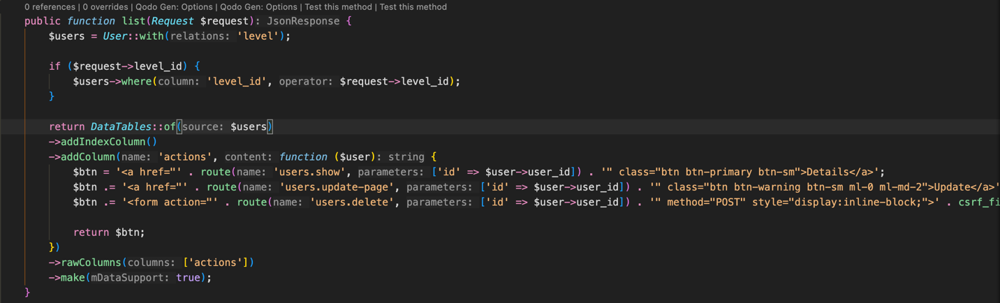 0 references | 0 overrides | Qodo Gen: Options | Qodo Gen: Options | Test this method | Test this method
public function list(Request $request): JsonResponse {
$users = User::with(relations: 'level');
if ($request->level_id) {
$users->where(column: 'level_id', operator: $request->level_id);
}
return DataTables::of(source: $users)
->addIndexColumn()
->addColumn(name: 'actions', content: function ($user): string {
$btn = '<a href="' . route(name: 'users.show', parameters: ['id' => $user->user_id]) . '" class="btn btn-primary btn-sm">Details</a>';
$btn .= '<a href="' . route(name: 'users.update-page', parameters: ['id' => $user->user_id]) . '" class="btn btn-warning btn-sm ml-0 ml-md-2">Update</a>'
$btn .= '<form action="' . route(name: 'users.delete', parameters: ['id' => $user->user_id]) . '" method="POST" style="display:inline-block;">' . csrf_fi
return $btn;
})
->rawColumns(columns: ['actions'])
->make(mDataSupport: true);
}